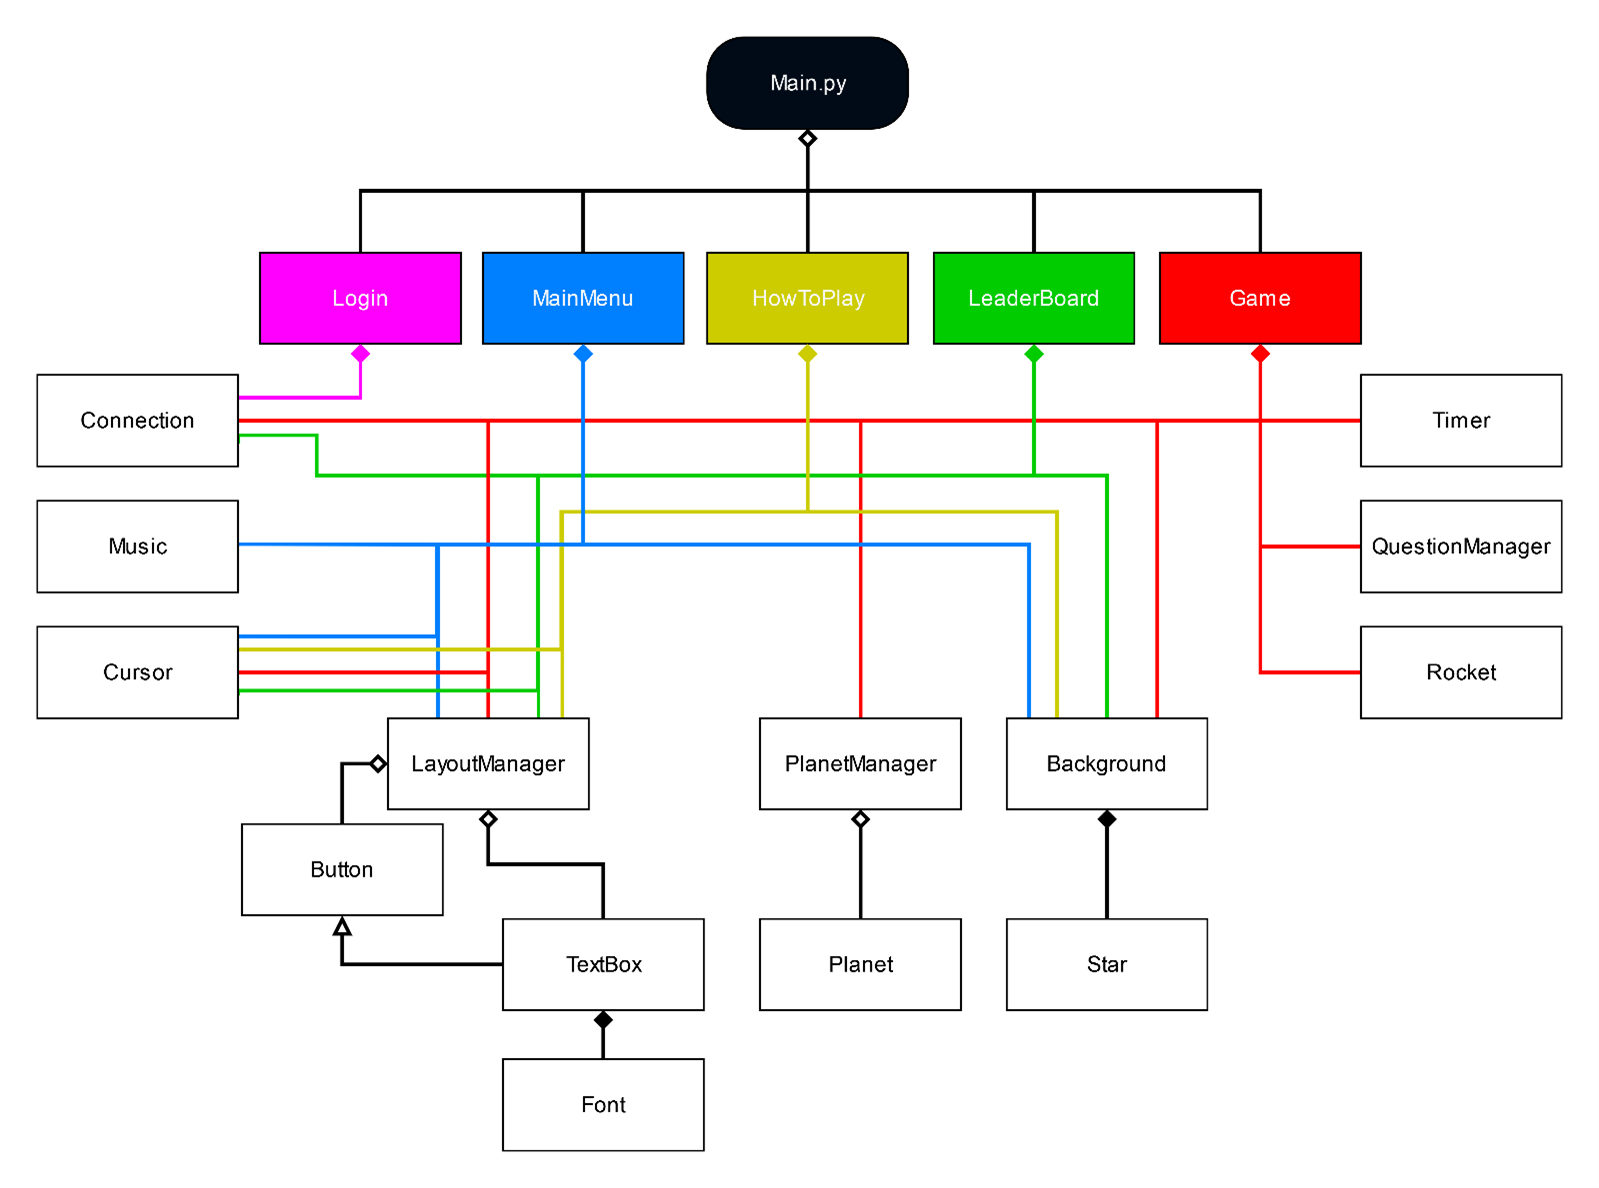 Main.py
Login
MainMenu
HowToPlay
LeaderBoard
Game
Connection
Timer
Music
QuestionManager
Cursor
Rocket
LayoutManager
PlanetManager
Background
Button
TextBox
Planet
Star
Font